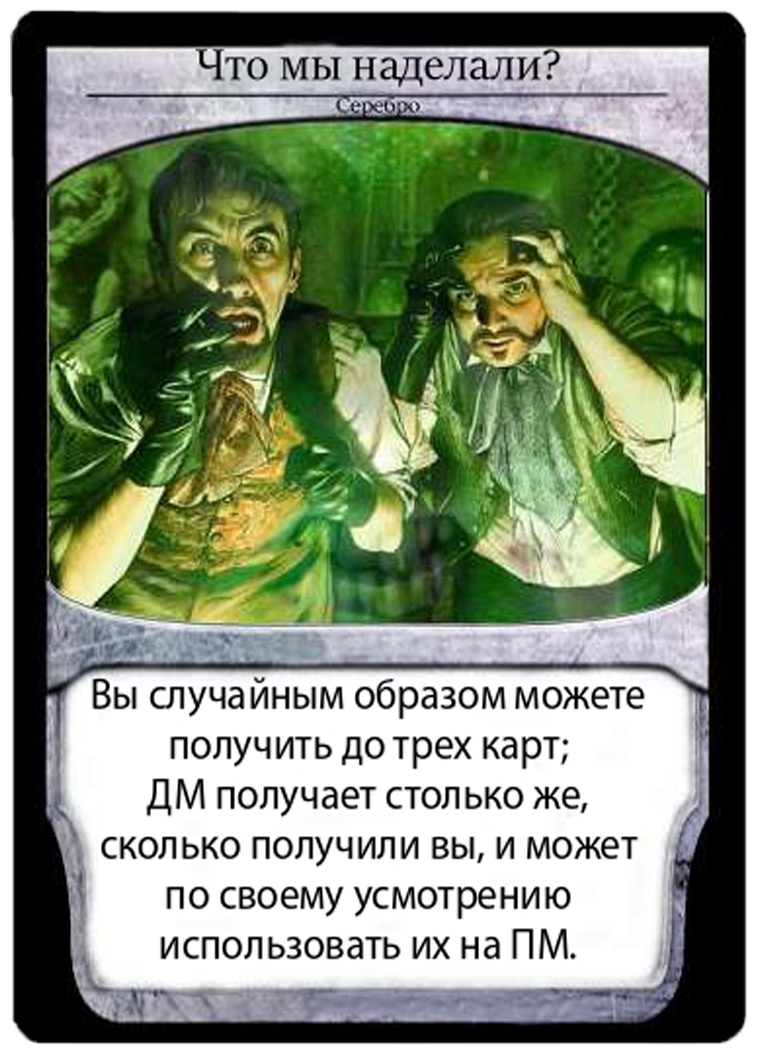 Что мы наделали?
Серебро
Вы случайным образом можете
получить до трех карт;
ДМ получает столько же,
сколько получили вы, и может
по своему усмотрению
использовать их на ПМ.